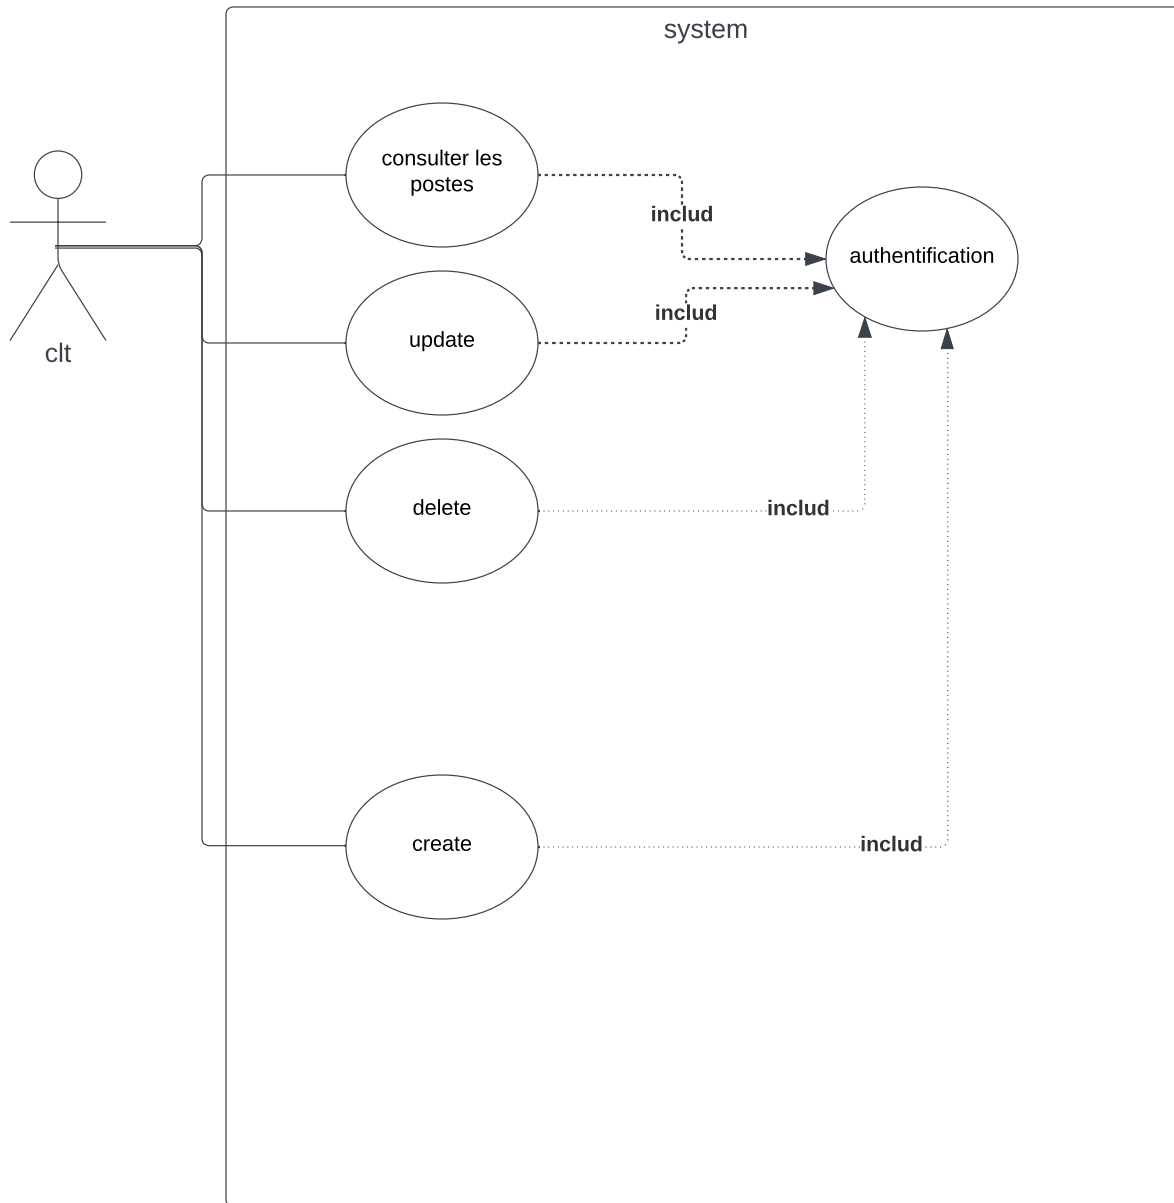 system
consulter les
postes
includ
authentification
includ
update
clt
delete
includ
create
includ